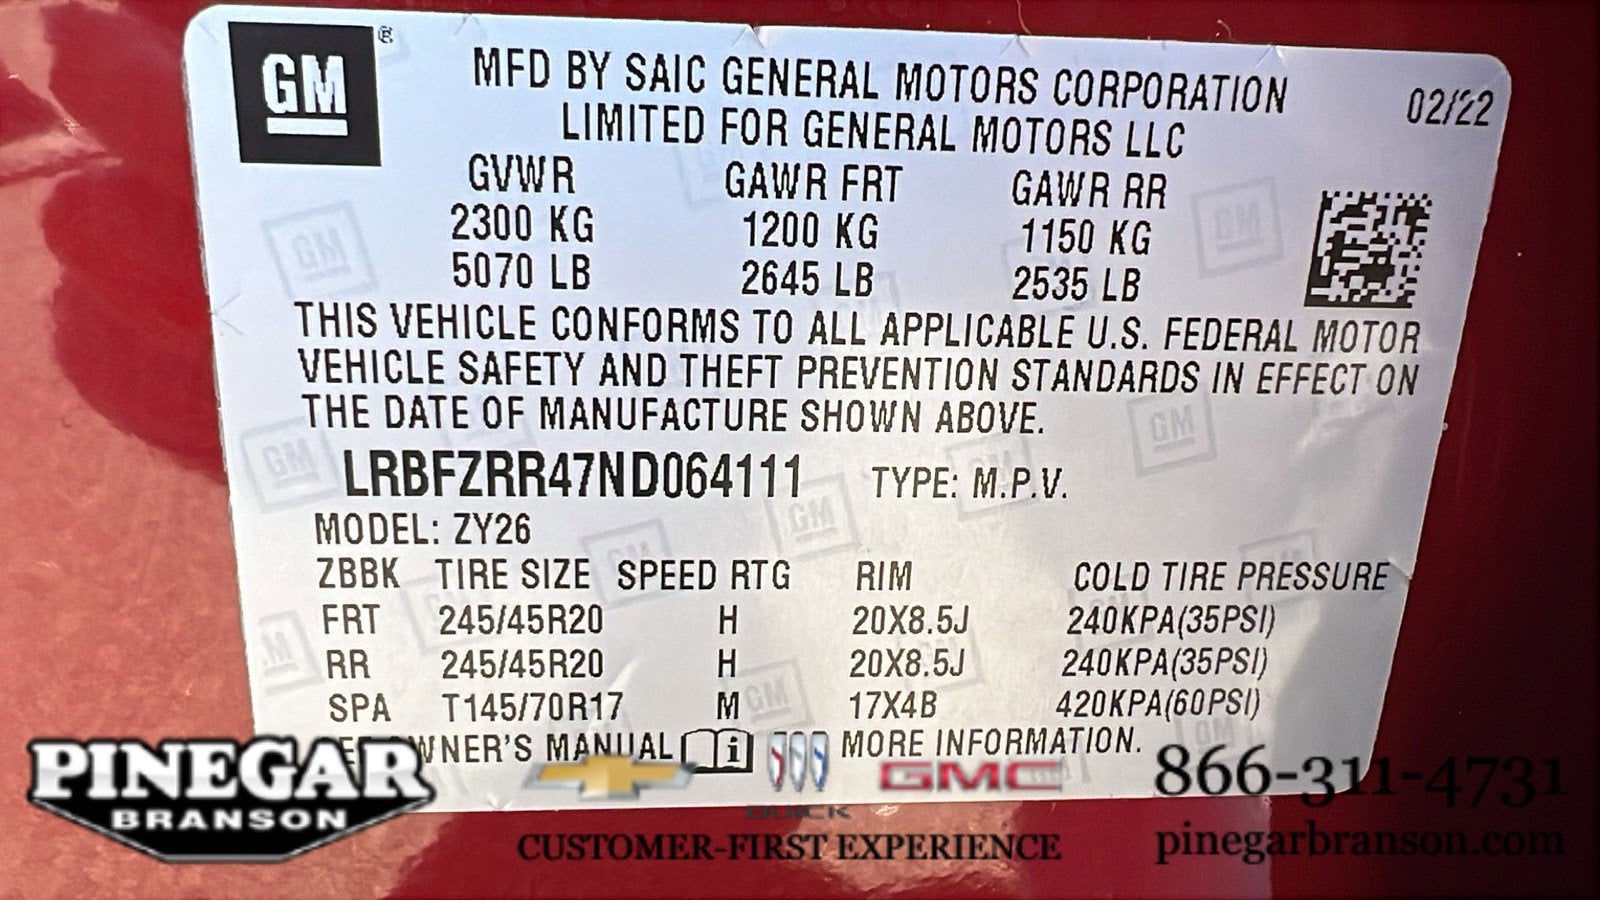 GM ®
MFD BY SAIC GENERAL MOTORS CORPORATION 02/22
LIMITED FOR GENERAL MOTORS LLC
GVWR GAWR FRT GAWR RR
2300 KG 1200 KG 1150 KG
5070 LB 2645 LB 2535 LB
THIS VEHICLE CONFORMS TO ALL APPLICABLE U.S. FEDERAL MOTOR
VEHICLE SAFETY AND THEFT PREVENTION STANDARDS IN EFFECT ON
THE DATE OF MANUFACTURE SHOWN ABOVE.
LRBFZRR47ND064111 TYPE: M.P.V.
MODEL: ZY26
ZBBK TIRE SIZE SPEED RTG RIM COLD TIRE PRESSURE
FRT 245/45R20 H 20X8.5J 240KPA(35PSI)
RR 245/45R20 H 20X8.5J 240KPA(35PSI)
SPA T145/70R17 M 17X4B 420KPA(60PSI)
OWNER'S MANUAL i MORE INFORMATION.
PINEGAR
BRANSON
BUICK
GMC
CUSTOMER-FIRST EXPERIENCE
866-311-4731
pinegarbranson.com